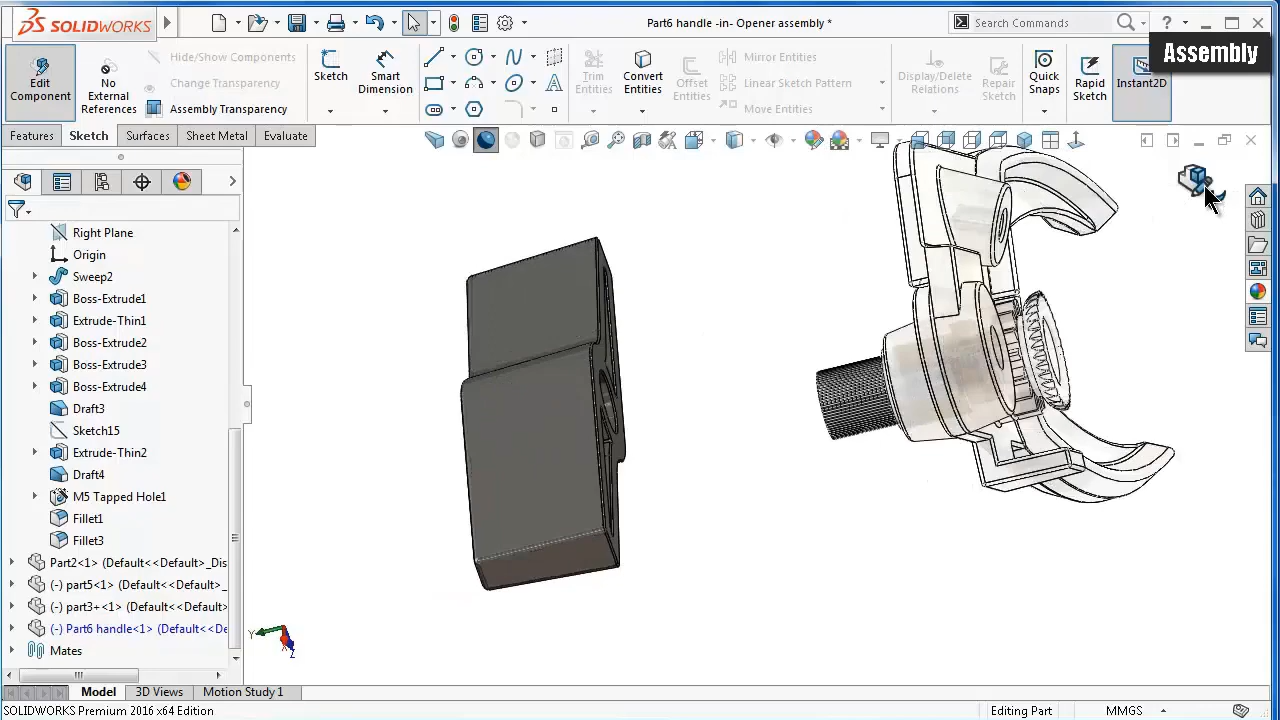 SOLIDWORKS
Part6 handle -in- Opener assembly *
Search Commands
?
Assembly
Edit Component
No External References
Hide/Show Components
Change Transparency
Assembly Transparency
Sketch
Smart Dimension
Trim Entities
Convert Entities
Offset Entities
Mirror Entities
Linear Sketch Pattern
Move Entities
Display/Delete Relations
Repair Sketch
Quick Snaps
Rapid Sketch
Instant2D
Features
Sketch
Surfaces
Sheet Metal
Evaluate
Right Plane
Origin
Sweep2
Boss-Extrude1
Extrude-Thin1
Boss-Extrude2
Boss-Extrude3
Boss-Extrude4
Draft3
Sketch15
Extrude-Thin2
Draft4
M5 Tapped Hole1
Fillet1
Fillet3
Part2<1> (Default<<Default>_Dis
(-) part5<1> (Default<<Default>_
(-) part3+<1> (Default<<Default>
(-) Part6 handle<1> (Default<<De
Mates
Y
Z
Model
3D Views
Motion Study 1
SOLIDWORKS Premium 2016 x64 Edition
Editing Part
MMGS